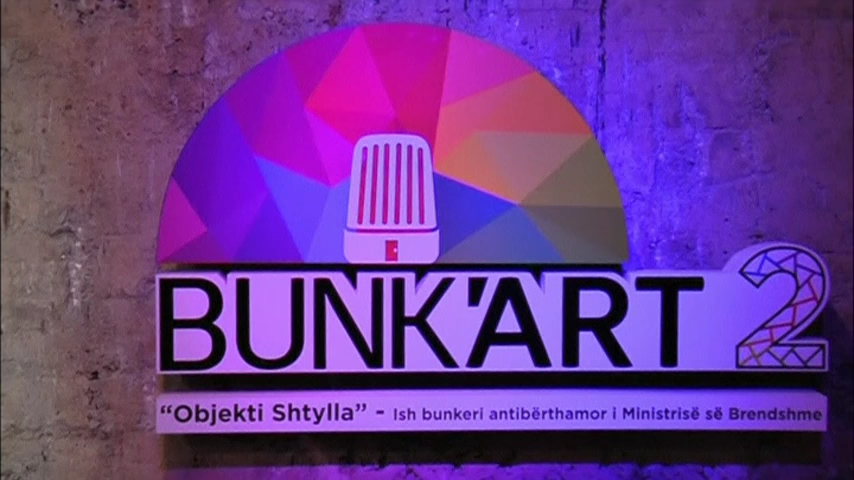 BUNK'ART 2
"Objekti Shtylla" - Ish bunkeri antibërthamor i Ministrisë së Brendshme